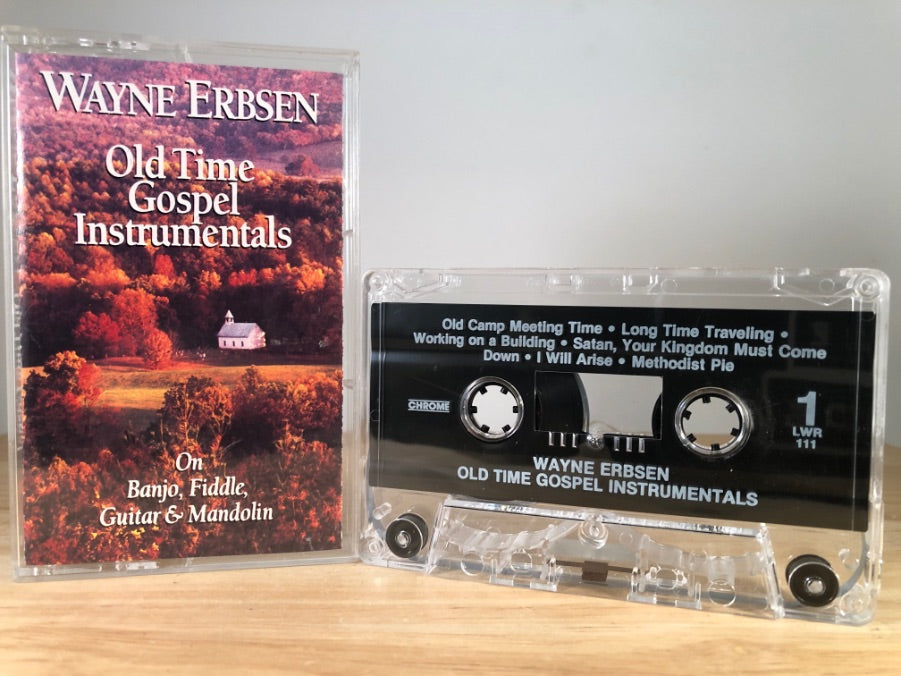 WAYNE ERBSEN
Old Time
Gospel
Instrumentals
On
Banjo, Fiddle,
Guitar & Mandolin
Old Camp Meeting Time • Long Time Traveling •
Working on a Building • Satan, Your Kingdom Must Come
Down • I Will Arise • Methodist Pie
CHROME
1
LWR
111
WAYNE ERBSEN
OLD TIME GOSPEL INSTRUMENTALS